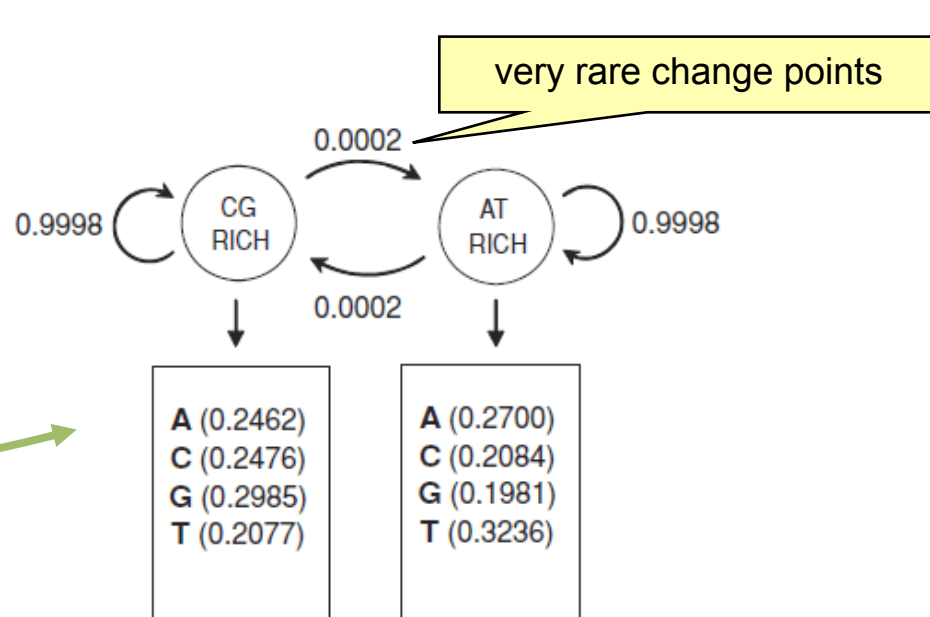 very rare change points
0.0002
0.9998
CG
RICH
AT
RICH
0.9998
0.0002
A (0.2462)
C (0.2476)
G (0.2985)
T (0.2077)
A (0.2700)
C (0.2084)
G (0.1981)
T (0.3236)